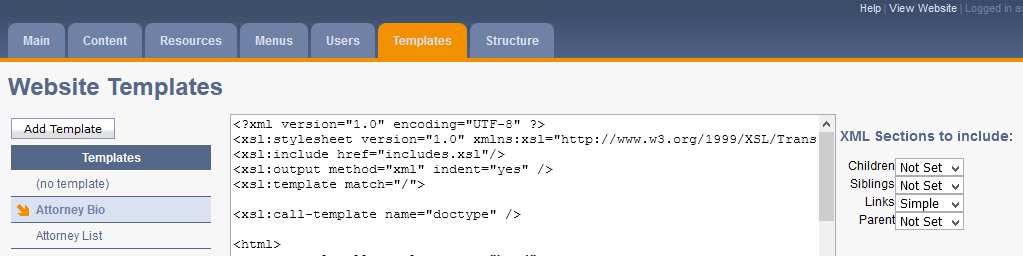 Help | View Website | Logged in as
Main Content Resources Menus Users Templates Structure
Website Templates
Add Template
Templates
(no template)
Attorney Bio
Attorney List
<?xml version="1.0" encoding="UTF-8" ?>
<xsl:stylesheet version="1.0" xmlns:xsl="http://www.w3.org/1999/XSL/Trans
<xsl:include href="includes.xsl"/>
<xsl:output method="xml" indent="yes" />
<xsl:template match="/">
<xsl:call-template name="doctype" />
<html>
XML Sections to include:
Children Not Set
Siblings Not Set
Links Simple
Parent Not Set